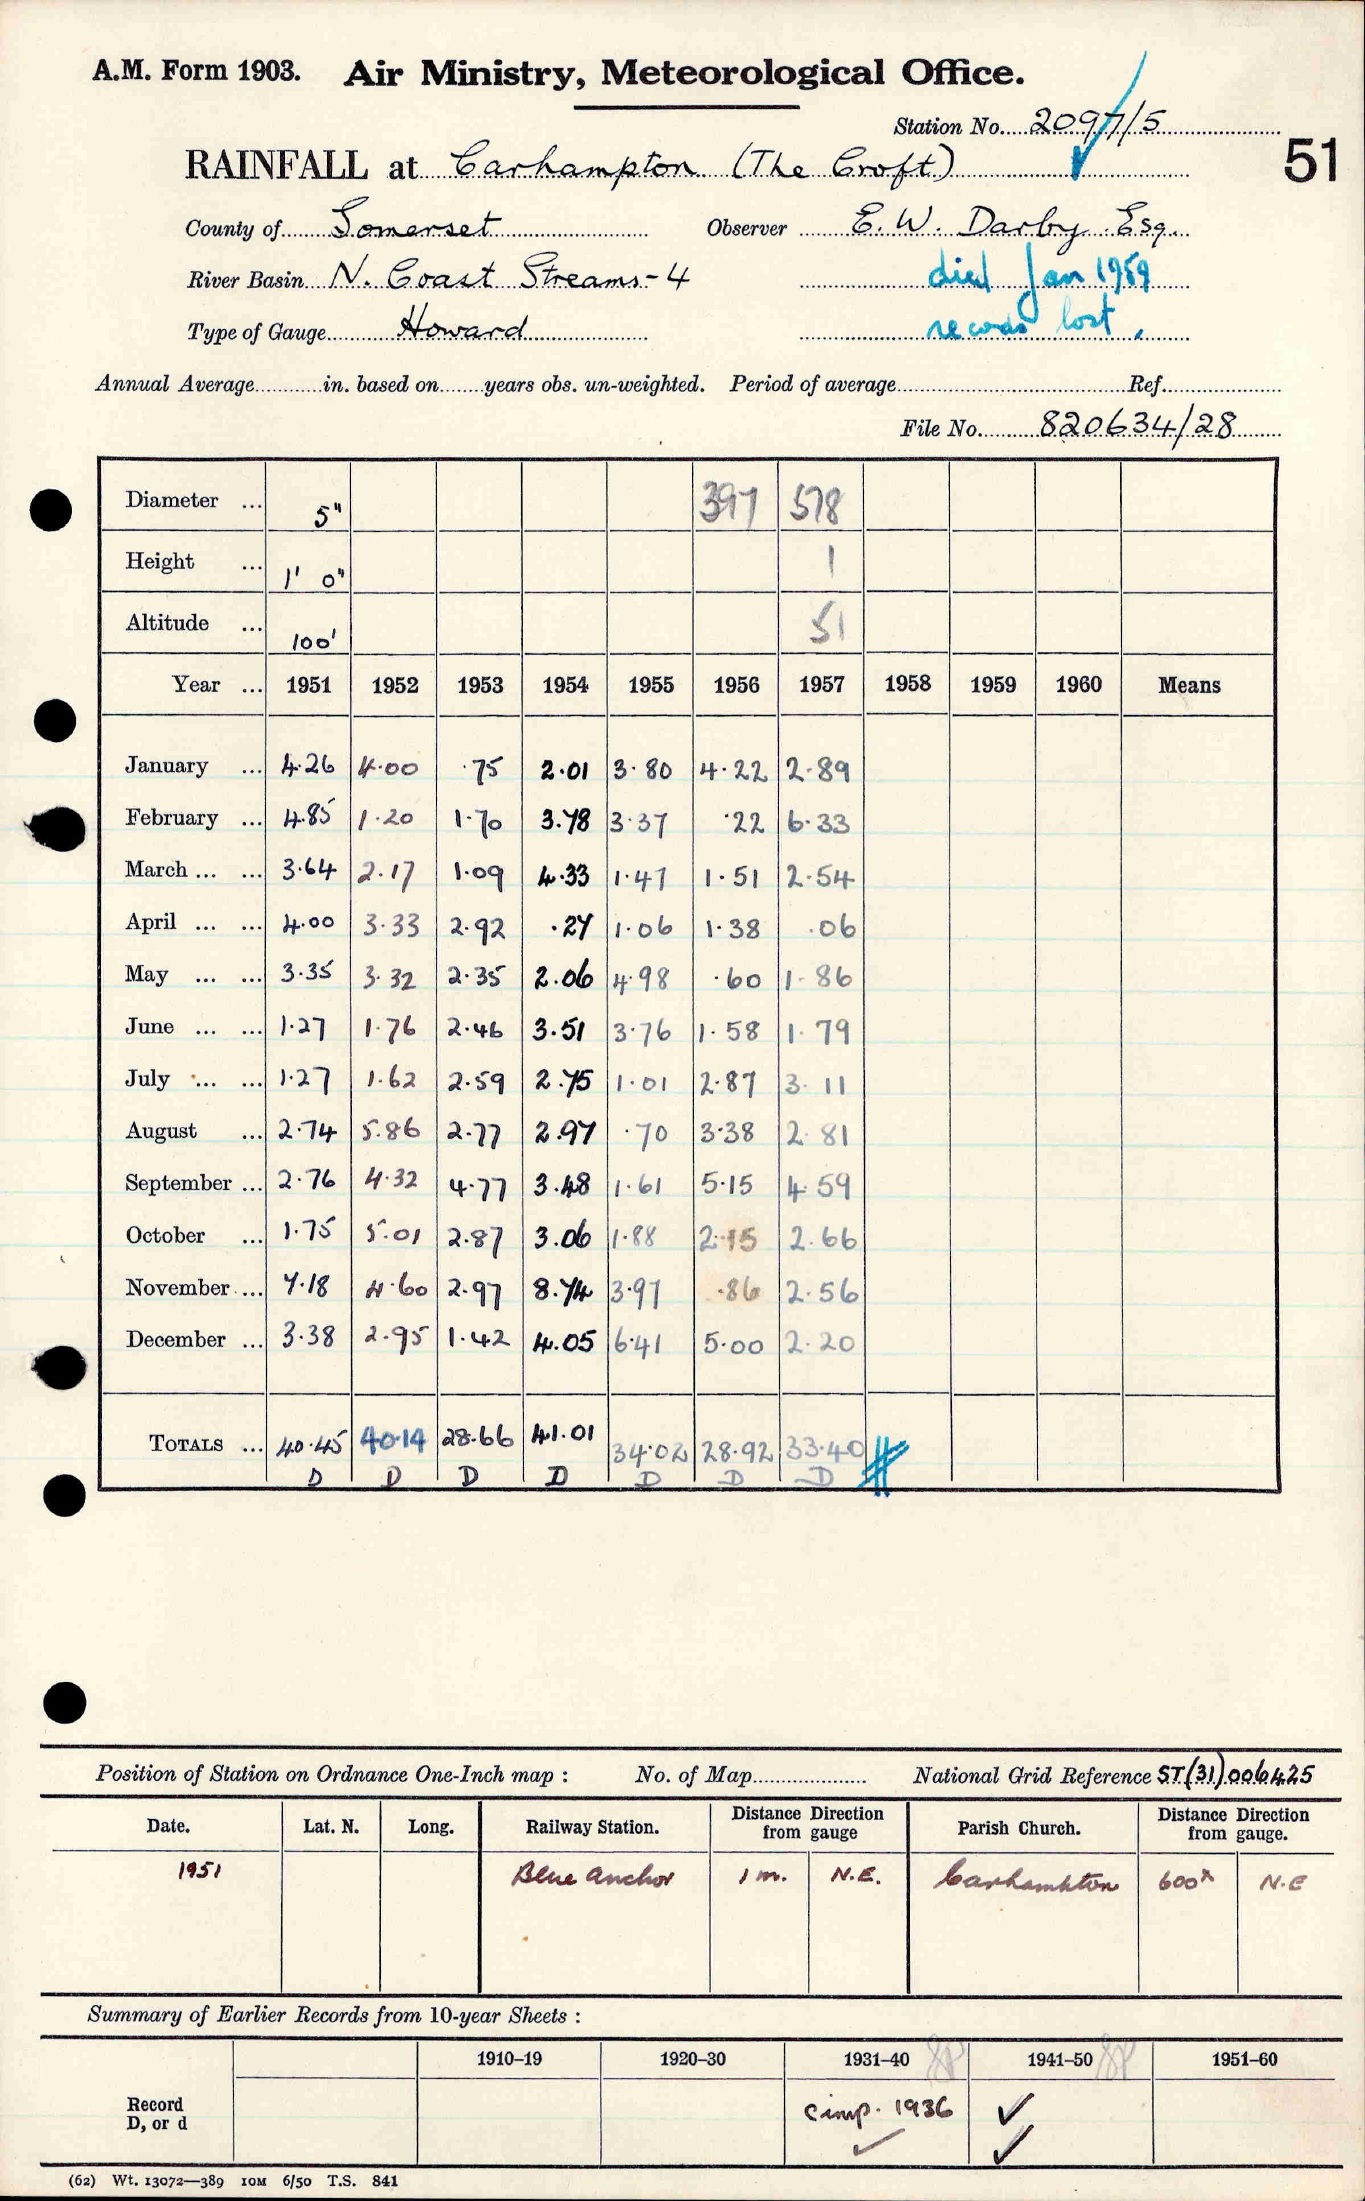 A.M. Form 1903. Air Ministry, Meteorological Office.
Station No. 2097/5
51
RAINFALL at Carhampton (The Croft)
County of Somerset Observer E. W. Darby Esq.
River Basin N. Coast Streams - 4 died Jan 1959
Type of Gauge Howard records lost.
Annual Average in. based on years obs. un-weighted. Period of average Ref.
File No. 820634/28
Diameter ... 5" 397 578
Height ... 1' 0" 1
Altitude ... 100' 51
Year ... 1951 1952 1953 1954 1955 1956 1957 1958 1959 1960 Means
January ... 4.26 4.00 .75 2.01 3.80 4.22 2.89
February ... 4.85 1.20 1.70 3.78 3.37 .22 6.33
March ... ... 3.64 2.17 1.09 4.33 1.47 1.51 2.54
April ... ... 4.00 3.33 2.92 .27 1.06 1.38 .06
May ... ... 3.35 3.32 2.35 2.06 4.98 .60 1.86
June ... ... 1.27 1.76 2.46 3.51 3.76 1.58 1.79
July ... ... 1.27 1.62 2.59 2.75 1.01 2.87 3.11
August ... 2.74 5.86 2.77 2.97 .70 3.38 2.81
September ... 2.76 4.32 4.77 3.48 1.61 5.15 4.59
October ... 1.75 5.01 2.87 3.06 1.88 2.15 2.66
November ... 7.18 4.60 2.97 8.74 3.97 .86 2.56
December ... 3.38 2.95 1.42 4.05 6.41 5.00 2.20
TOTALS ... 40.45 40.14 28.66 41.01 34.02 28.92 33.40
D D D D D D D
Position of Station on Ordnance One-Inch map : No. of Map National Grid Reference ST(31)006425
Date. Lat. N. Long. Railway Station. Distance Direction from gauge Parish Church. Distance Direction from gauge.
1951 Blue Anchor 1 m. N.E. Carhampton 600x N.E
Summary of Earlier Records from 10-year Sheets :
1910–19 1920–30 1931–40 1941–50 1951–60
Record
D, or d
Cimp. 1936
(62) Wt. 13072—389 10M 6/50 T.S. 841